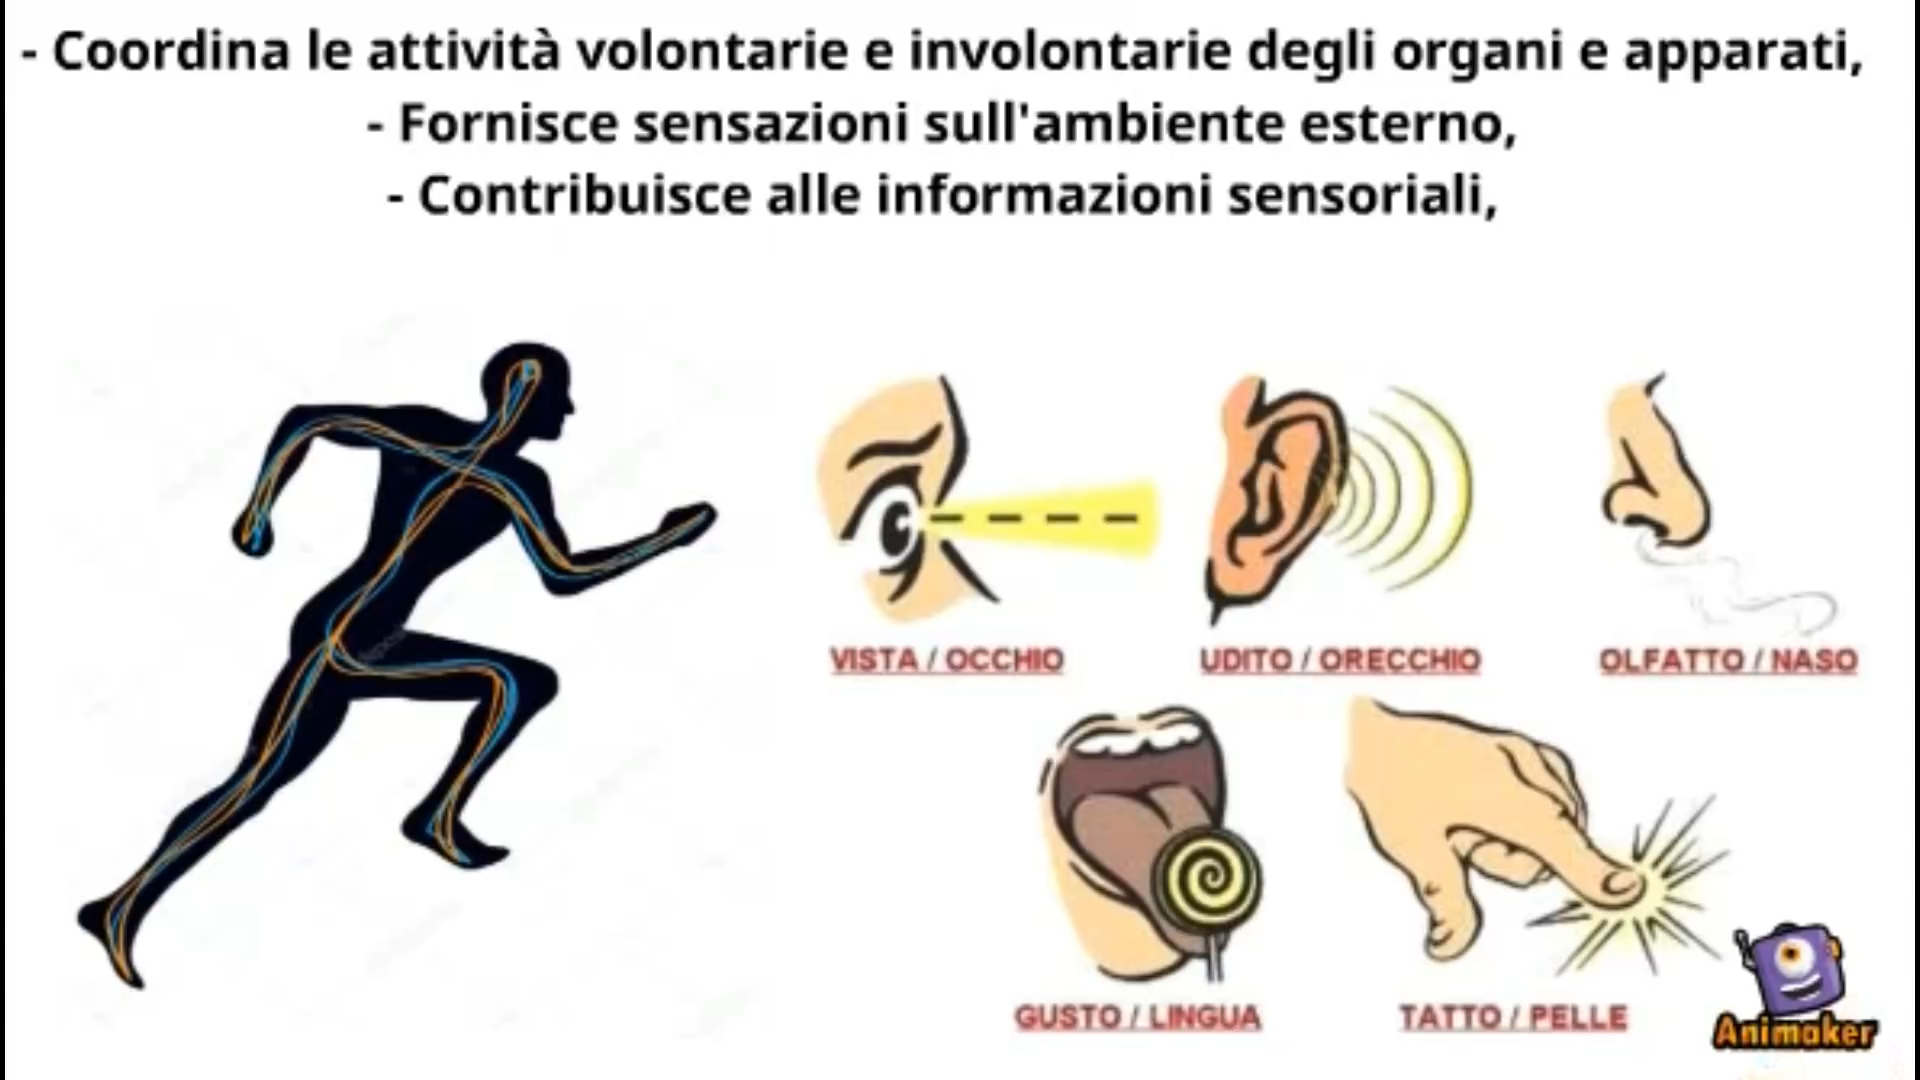 - Coordina le attività volontarie e involontarie degli organi e apparati,
- Fornisce sensazioni sull'ambiente esterno,
- Contribuisce alle informazioni sensoriali,
VISTA / OCCHIO
UDITO / ORECCHIO
OLFATTO / NASO
GUSTO / LINGUA
TATTO / PELLE
Animaker